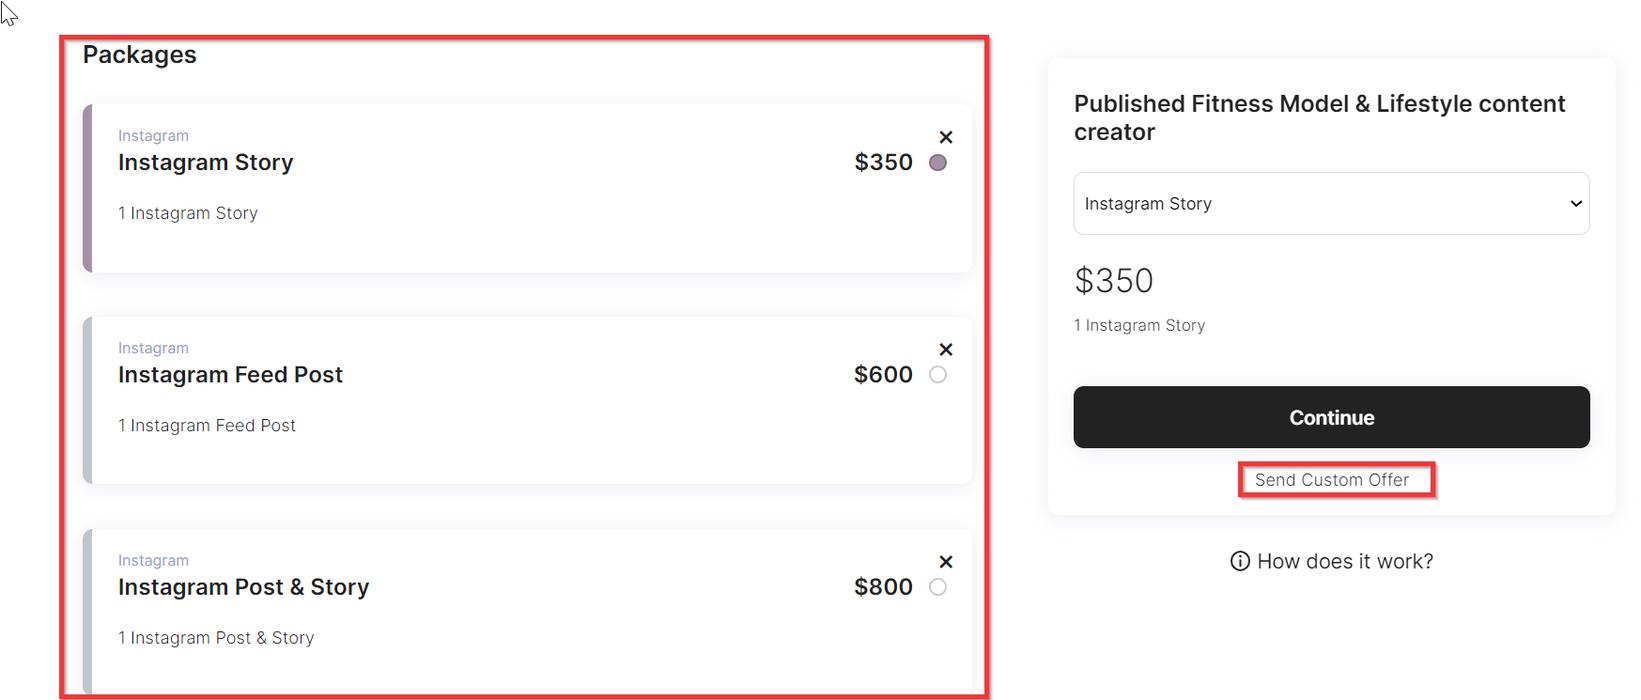 Packages
Instagram
Instagram Story
$350
1 Instagram Story
Instagram
Instagram Feed Post
$600
1 Instagram Feed Post
Instagram
Instagram Post & Story
$800
1 Instagram Post & Story
Published Fitness Model & Lifestyle content
creator
Instagram Story
$350
1 Instagram Story
Continue
Send Custom Offer
How does it work?